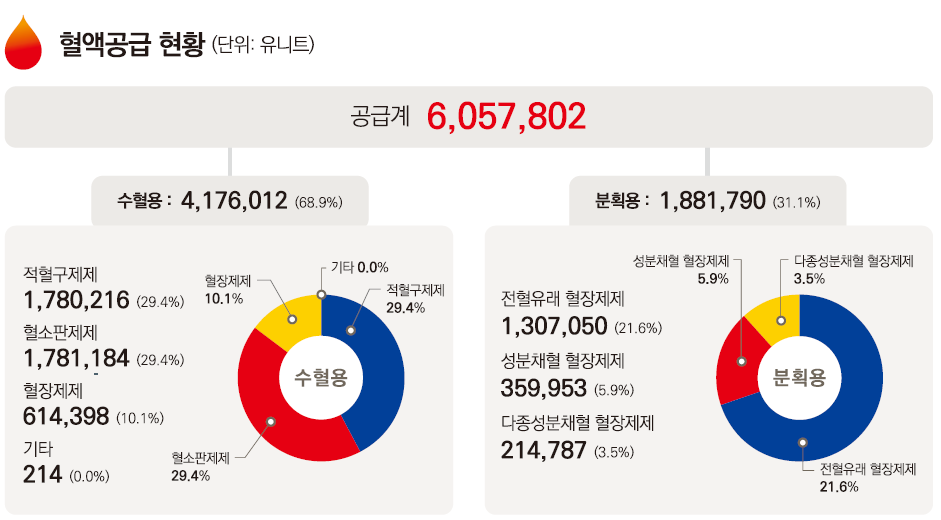 혈액공급 현황 (단위: 유니트)
공급계 6,057,802
수혈용 : 4,176,012 (68.9%)
적혈구제제
1,780,216 (29.4%)
혈소판제제
1,781,184 (29.4%)
혈장제제
614,398 (10.1%)
기타
214 (0.0%)
기타 0.0%
혈장제제
10.1%
적혈구제제
29.4%
수혈용
혈소판제제
29.4%
분획용 : 1,881,790 (31.1%)
전혈유래 혈장제제
1,307,050 (21.6%)
성분채혈 혈장제제
359,953 (5.9%)
다종성분채혈 혈장제제
214,787 (3.5%)
성분채혈 혈장제제
5.9%
다종성분채혈 혈장제제
3.5%
분획용
전혈유래 혈장제제
21.6%